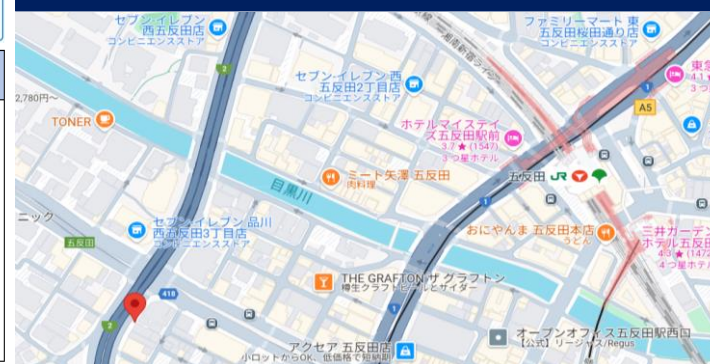 セブン-イレブン
西五反田店
コンビニエンスストア
ファミリーマート 東
五反田桜田通り店
コンビニエンスストア
2
1
2,780円～
TONER
セブン-イレブン 西
五反田2丁目店
コンビニエンスストア
ホテルマイステイ
ズ五反田駅前
3.7★ (1547)
3つ星ホテル
東急
4.1
3つ
A5
五反田 JR
ミート矢澤 五反田
肉料理
目黒川
1
ニック
五反田
セブン-イレブン 品川
西五反田3丁目店
コンビニエンスストア
おにやんま 五反田本店
うどん
三井ガーデン
ホテル五反田
4.3★ (1472
4つ星ホテル
THE GRAFTON ザ グラフトン
樽生クラフトビールとサイダー
418
2
1
アクセア 五反田店
小ロットからOK、低価格で短納期
オープンオフィス五反田駅西口
【公式】リージャス/Regus